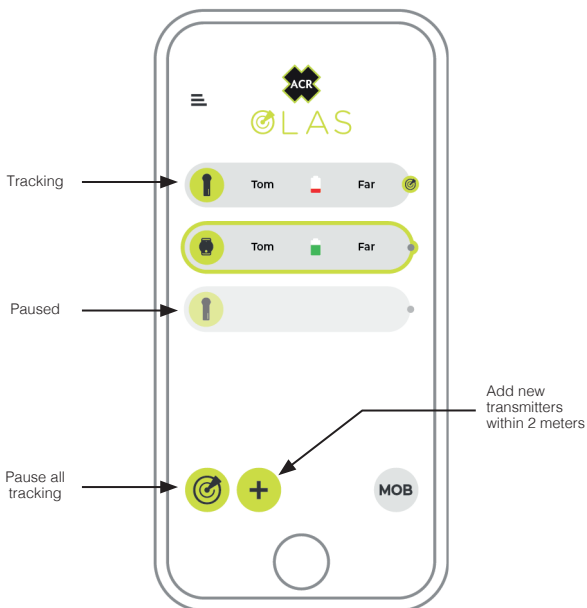 ACR
OLAS
Tracking
Tom Far
Tom Far
Paused
Add new
transmitters
within 2 meters
Pause all
tracking
MOB